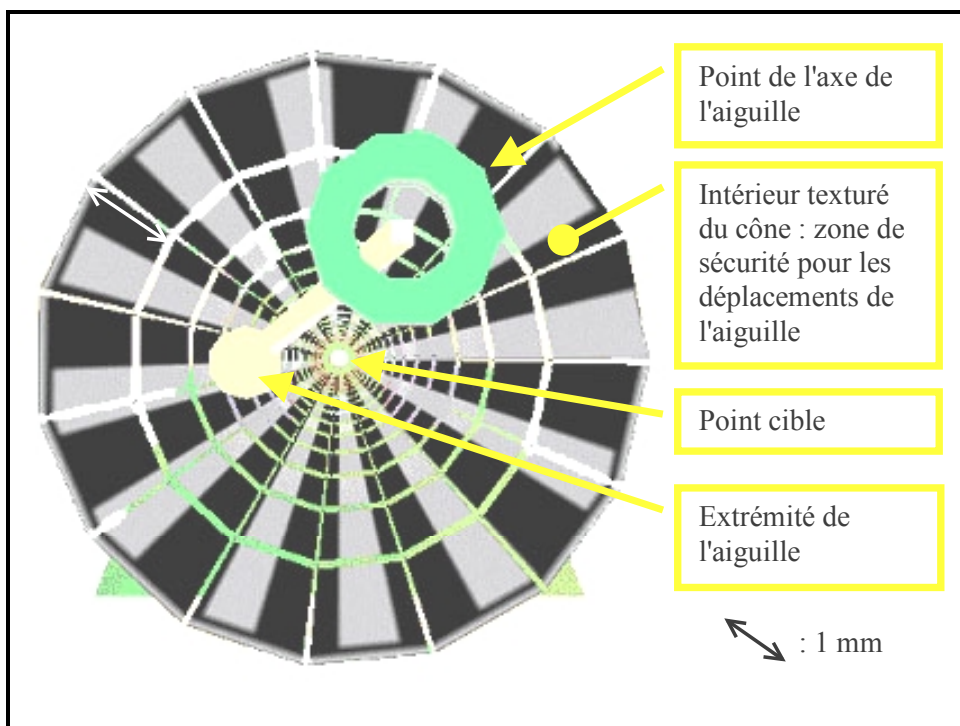 Point de l'axe de
l'aiguille
Intérieur texturé
du cône : zone de
sécurité pour les
déplacements de
l'aiguille
Point cible
Extrémité de
l'aiguille
: 1 mm